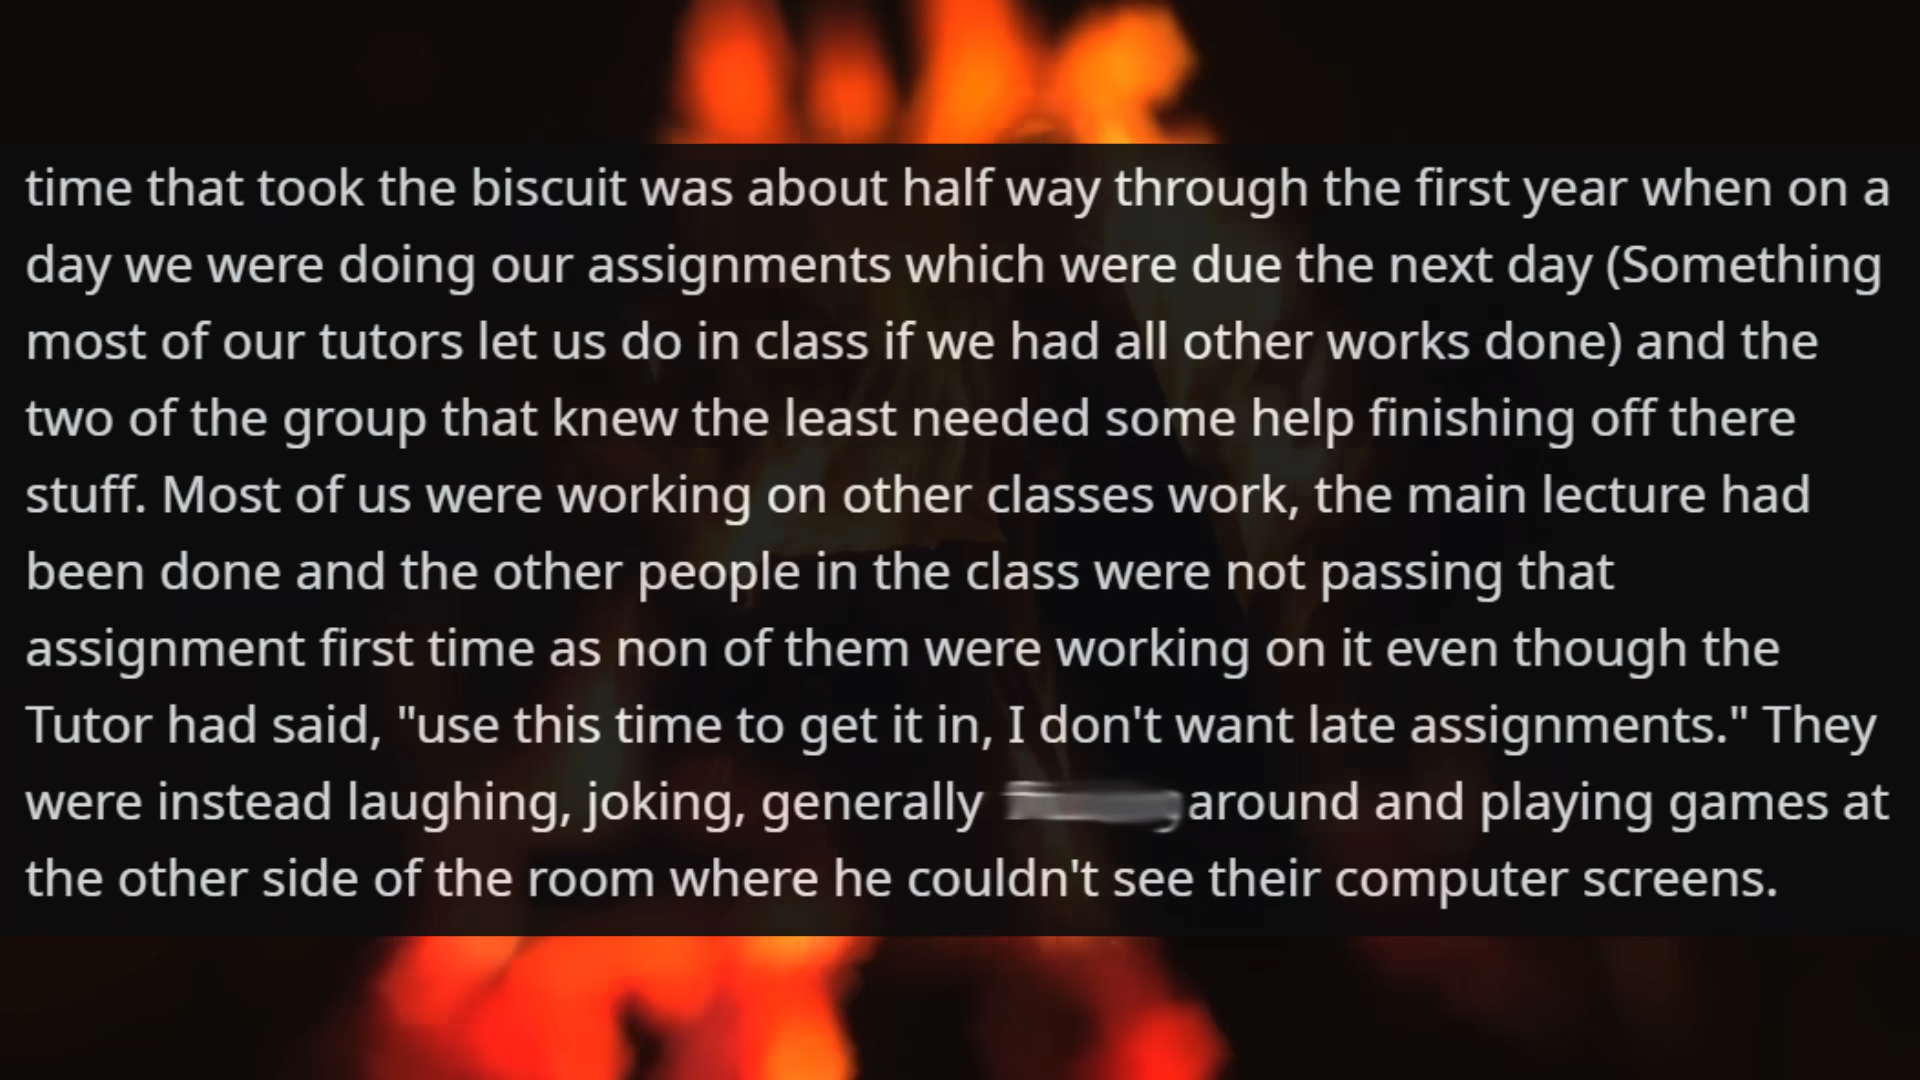 time that took the biscuit was about half way through the first year when on a
day we were doing our assignments which were due the next day (Something
most of our tutors let us do in class if we had all other works done) and the
two of the group that knew the least needed some help finishing off there
stuff. Most of us were working on other classes work, the main lecture had
been done and the other people in the class were not passing that
assignment first time as non of them were working on it even though the
Tutor had said, "use this time to get it in, I don't want late assignments." They
were instead laughing, joking, generally around and playing games at
the other side of the room where he couldn't see their computer screens.